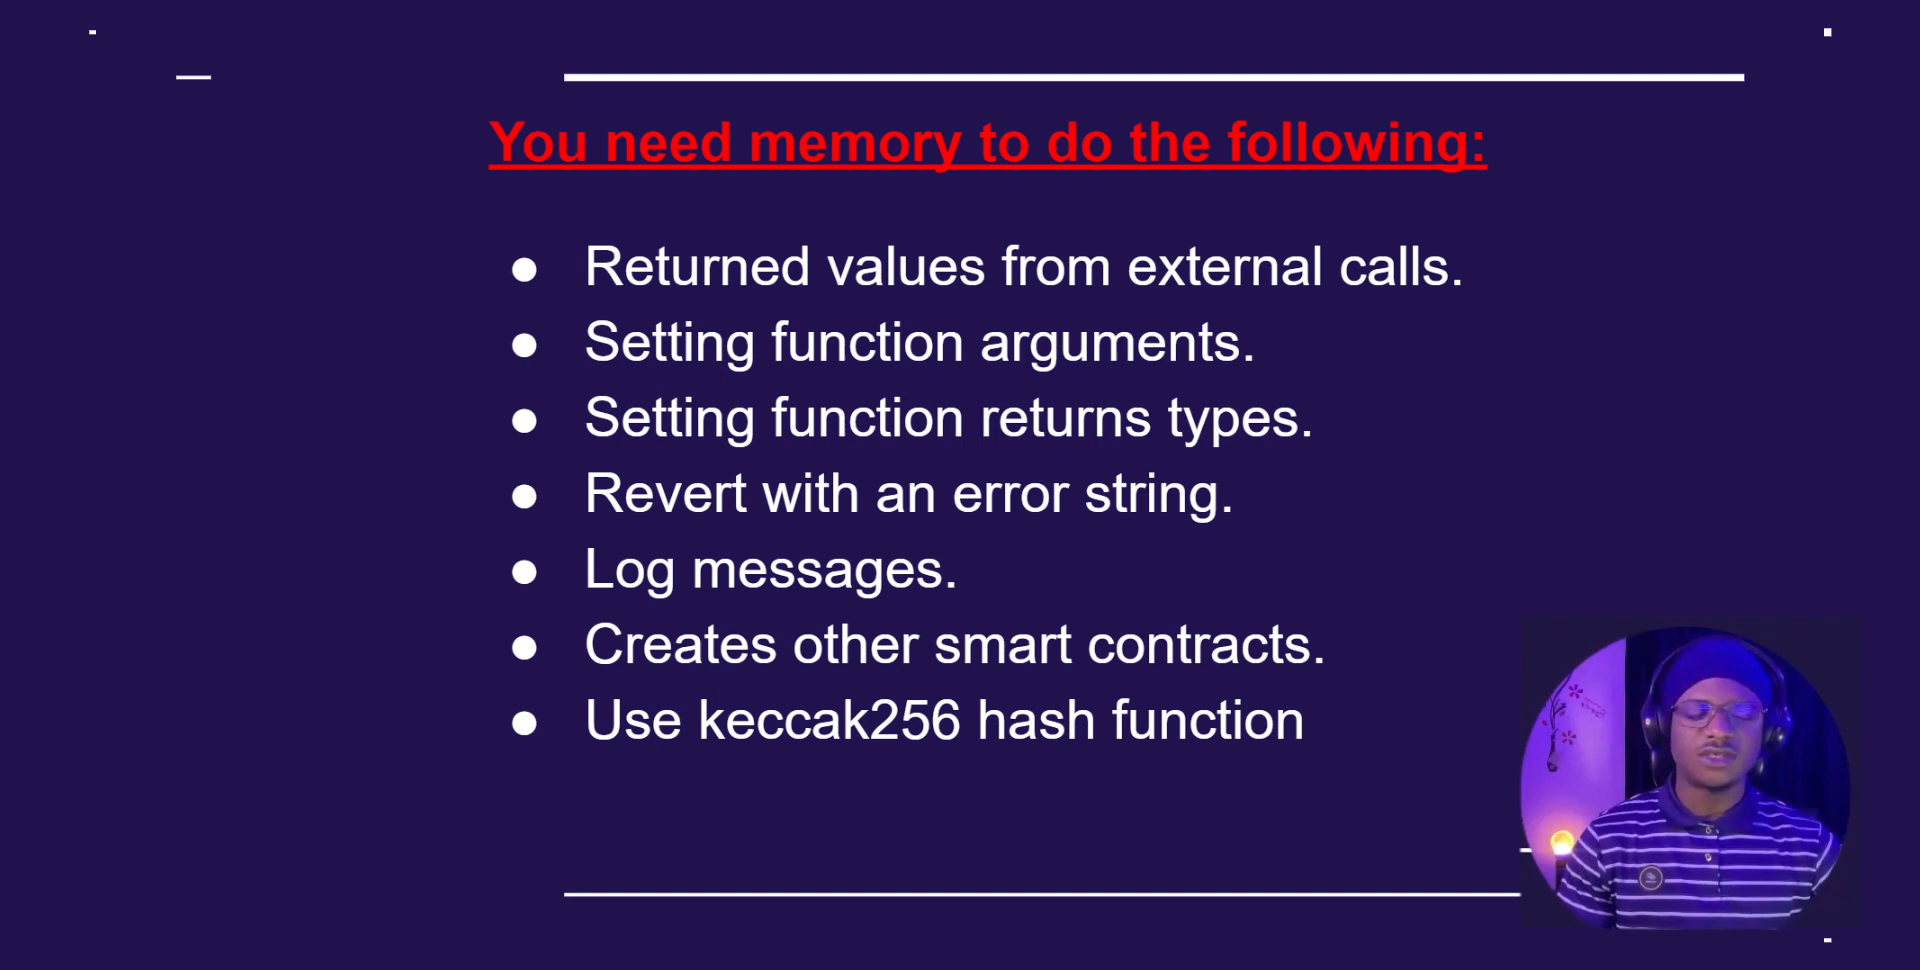 You need memory to do the following:
● Returned values from external calls.
● Setting function arguments.
● Setting function returns types.
● Revert with an error string.
● Log messages.
● Creates other smart contracts.
● Use keccak256 hash function